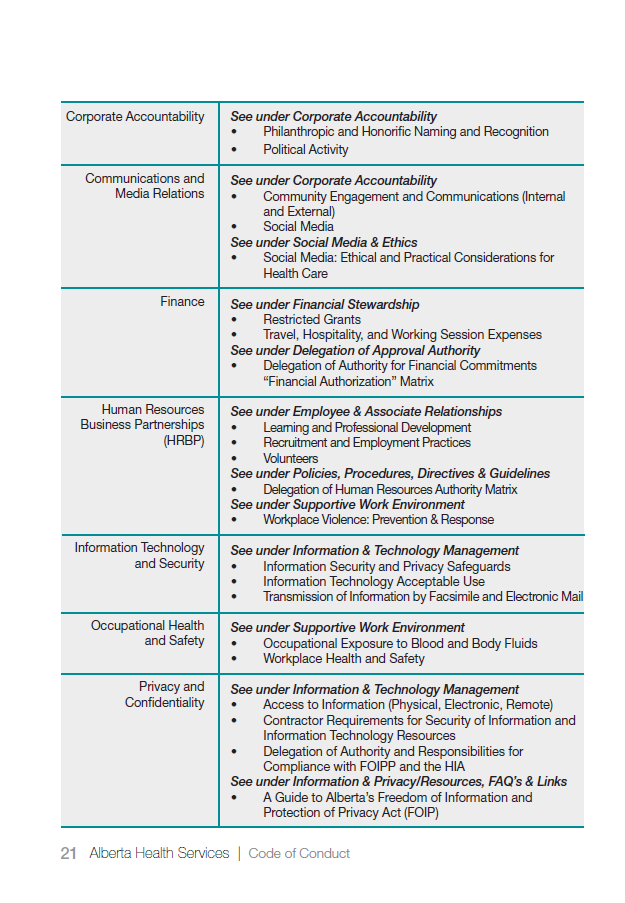 Corporate Accountability
See under Corporate Accountability
• Philanthropic and Honorific Naming and Recognition
• Political Activity
Communications and
Media Relations
See under Corporate Accountability
• Community Engagement and Communications (Internal
and External)
• Social Media
See under Social Media & Ethics
• Social Media: Ethical and Practical Considerations for
Health Care
Finance
See under Financial Stewardship
• Restricted Grants
• Travel, Hospitality, and Working Session Expenses
See under Delegation of Approval Authority
• Delegation of Authority for Financial Commitments
“Financial Authorization” Matrix
Human Resources
Business Partnerships
(HRBP)
See under Employee & Associate Relationships
• Learning and Professional Development
• Recruitment and Employment Practices
• Volunteers
See under Policies, Procedures, Directives & Guidelines
• Delegation of Human Resources Authority Matrix
See under Supportive Work Environment
• Workplace Violence: Prevention & Response
Information Technology
and Security
See under Information & Technology Management
• Information Security and Privacy Safeguards
• Information Technology Acceptable Use
• Transmission of Information by Facsimile and Electronic Mail
Occupational Health
and Safety
See under Supportive Work Environment
• Occupational Exposure to Blood and Body Fluids
• Workplace Health and Safety
Privacy and
Confidentiality
See under Information & Technology Management
• Access to Information (Physical, Electronic, Remote)
• Contractor Requirements for Security of Information and
Information Technology Resources
• Delegation of Authority and Responsibilities for
Compliance with FOIPP and the HIA
See under Information & Privacy/Resources, FAQ’s & Links
• A Guide to Alberta’s Freedom of Information and
Protection of Privacy Act (FOIP)
21 Alberta Health Services | Code of Conduct